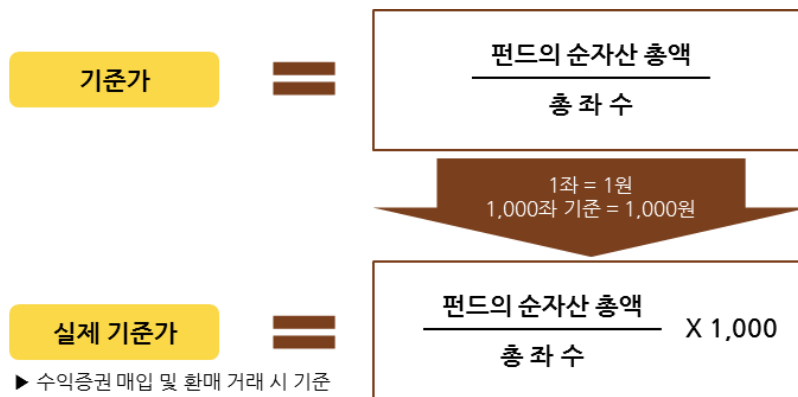 기준가
펀드의 순자산 총액
총 좌 수
1좌 = 1원
1,000좌 기준 = 1,000원
실제 기준가
펀드의 순자산 총액
총 좌 수
X 1,000
▶ 수익증권 매입 및 환매 거래 시 기준